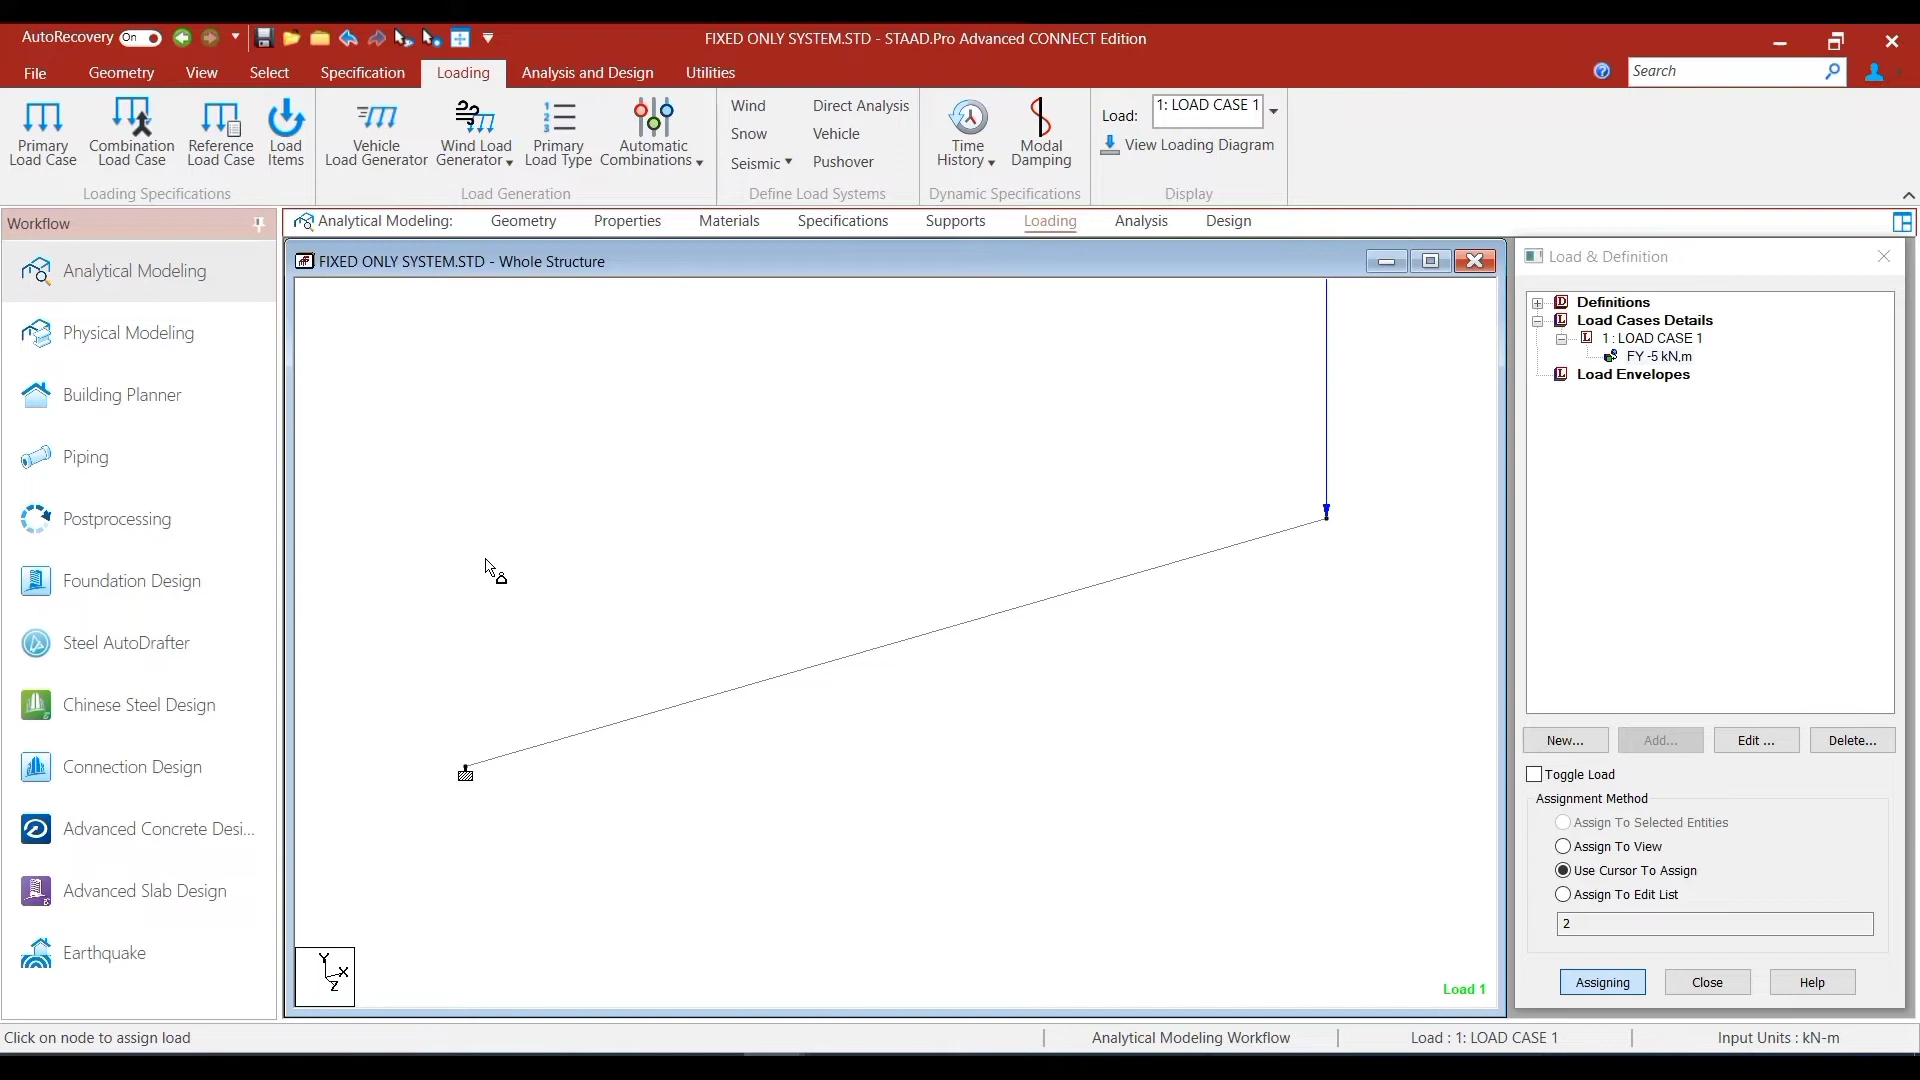 AutoRecovery On
FIXED ONLY SYSTEM.STD - STAAD.Pro Advanced CONNECT Edition
File Geometry View Select Specification Loading Analysis and Design Utilities
Search
Primary Load Case
Combination Load Case
Reference Load Case
Load Items
Loading Specifications
Vehicle Load Generator
Wind Load Generator
Primary Load Type
Automatic Combinations
Load Generation
Wind
Snow
Seismic
Direct Analysis
Vehicle
Pushover
Define Load Systems
Time History
Modal Damping
Dynamic Specifications
Load: 1: LOAD CASE 1
View Loading Diagram
Display
Workflow
Analytical Modeling
Physical Modeling
Building Planner
Piping
Postprocessing
Foundation Design
Steel AutoDrafter
Chinese Steel Design
Connection Design
Advanced Concrete Desi...
Advanced Slab Design
Earthquake
Analytical Modeling: Geometry Properties Materials Specifications Supports Loading Analysis Design
FIXED ONLY SYSTEM.STD - Whole Structure
Y
X
Z
Load 1
Load & Definition
Definitions
Load Cases Details
1 : LOAD CASE 1
FY -5 kN,m
Load Envelopes
New... Add... Edit ... Delete...
Toggle Load
Assignment Method
Assign To Selected Entities
Assign To View
Use Cursor To Assign
Assign To Edit List
2
Assigning Close Help
Click on node to assign load
Analytical Modeling Workflow
Load : 1: LOAD CASE 1
Input Units : kN-m